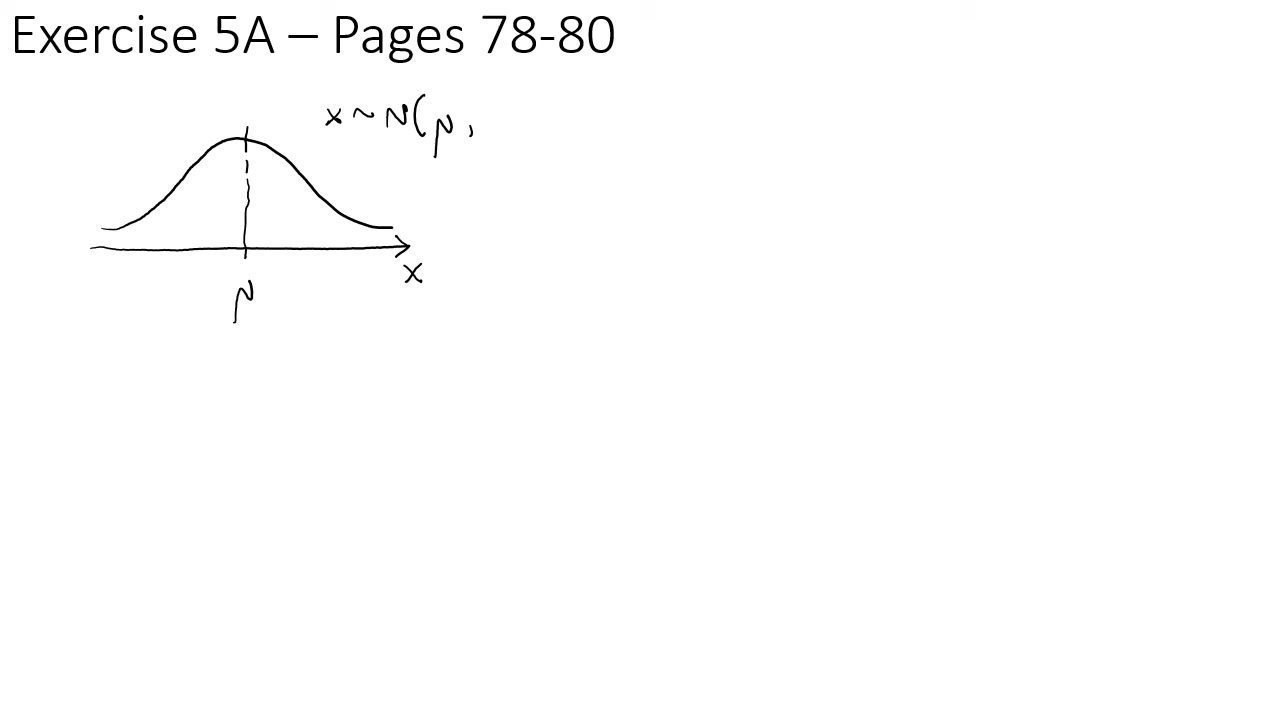 Exercise 5A – Pages 78-80
x ~ N(μ,
x
μ